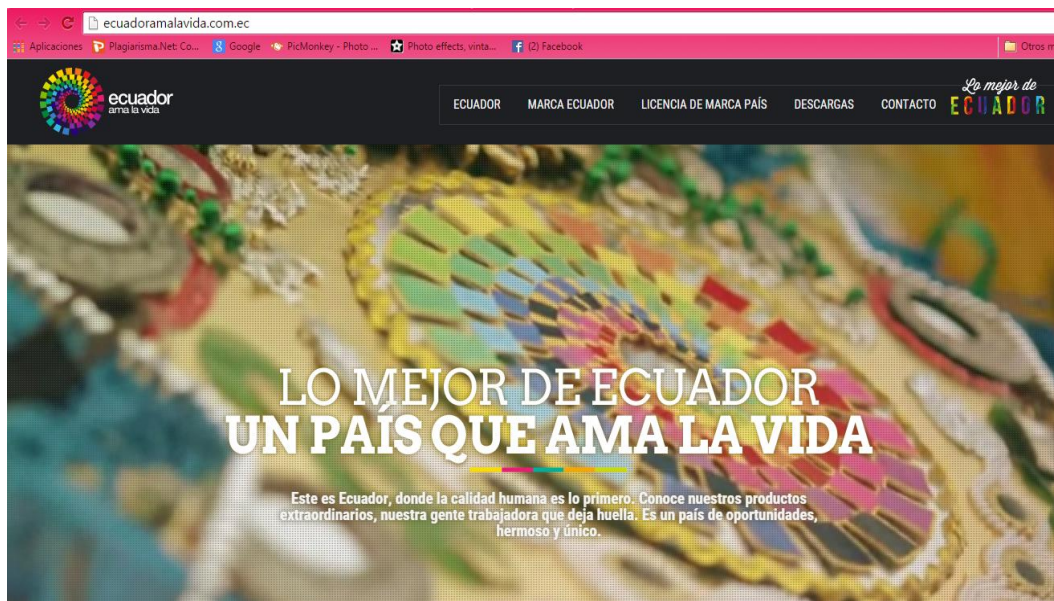 ecuadoramalavida.com.ec
Aplicaciones Plagiarisma.Net: Co... Google PicMonkey - Photo ... Photo effects, vinta... (2) Facebook Otros m
ecuador
ama la vida
ECUADOR MARCA ECUADOR LICENCIA DE MARCA PAÍS DESCARGAS CONTACTO
Lo mejor de
ECUADOR
LO MEJOR DE ECUADOR
UN PAÍS QUE AMA LA VIDA
Este es Ecuador, donde la calidad humana es lo primero. Conoce nuestros productos
extraordinarios, nuestra gente trabajadora que deja huella. Es un país de oportunidades,
hermoso y único.